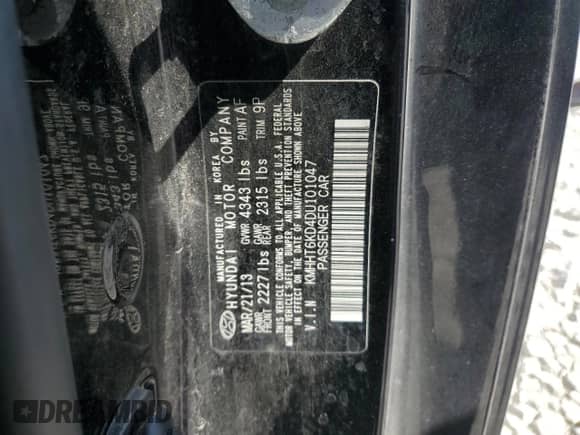 MANUFACTURED IN KOREA BY
HYUNDAI MOTOR COMPANY
MAR/21/13 GVWR 4343 lbs PAINT AF
GAWR FRONT 2227 lbs GAWR REAR 2315 lbs TRIM 9P
THIS VEHICLE CONFORMS TO ALL APPLICABLE U.S.A. FEDERAL
MOTOR VEHICLE SAFETY, BUMPER, AND THEFT PREVENTION STANDARDS
IN EFFECT ON THE DATE OF MANUFACTURE SHOWN ABOVE.
V.I.N KMHHT6KD4DU101047
PASSENGER CAR
DREAMBID